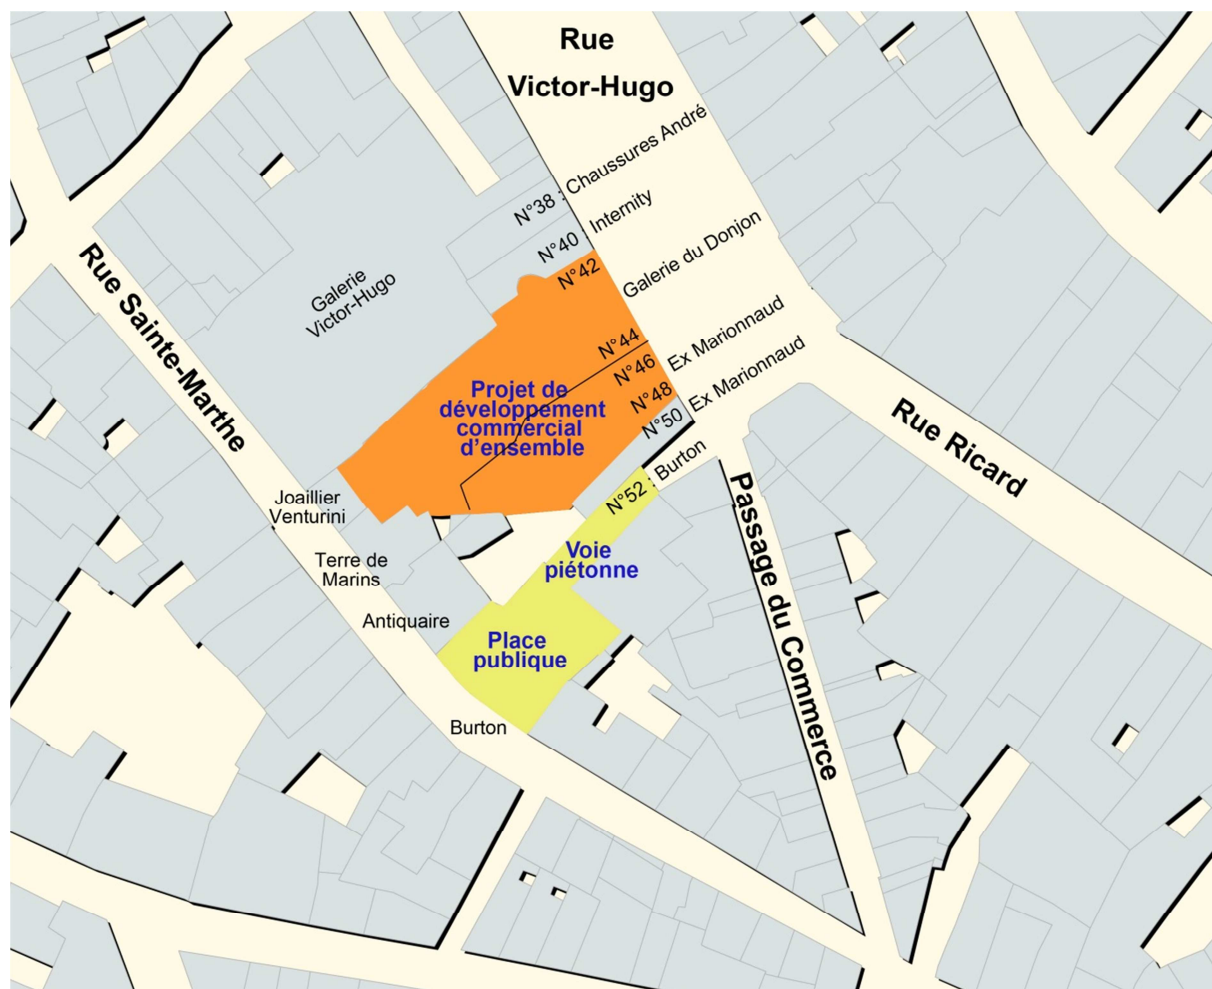 Rue
Victor-Hugo
N°38 : Chaussures André
N°40 : Internity
N°42
Galerie du Donjon
N°44
N°46
Ex Marionnaud
N°48
N°50
Ex Marionnaud
N°52 : Burton
Galerie
Victor-Hugo
Rue Sainte-Marthe
Projet de
développement
commercial
d’ensemble
Rue Ricard
Passage du Commerce
Joaillier
Venturini
Terre de
Marins
Antiquaire
Voie
piétonne
Place
publique
Burton